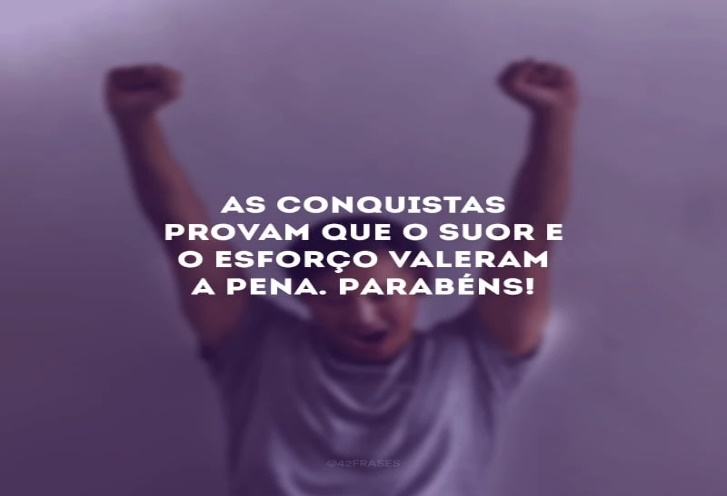 AS CONQUISTAS
PROVAM QUE O SUOR E
O ESFORÇO VALERAM
A PENA. PARABÉNS!
@42FRASES